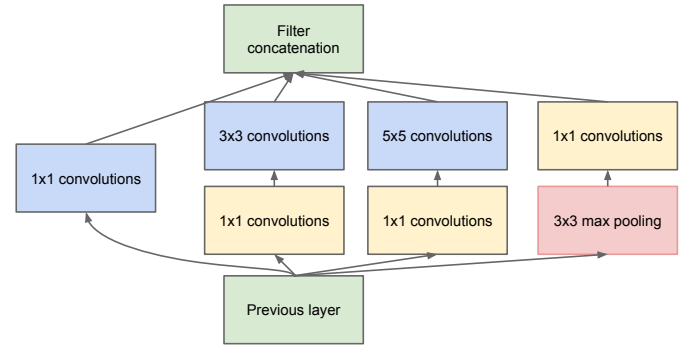 Filter
concatenation
3x3 convolutions
5x5 convolutions
1x1 convolutions
1x1 convolutions
1x1 convolutions
1x1 convolutions
3x3 max pooling
Previous layer